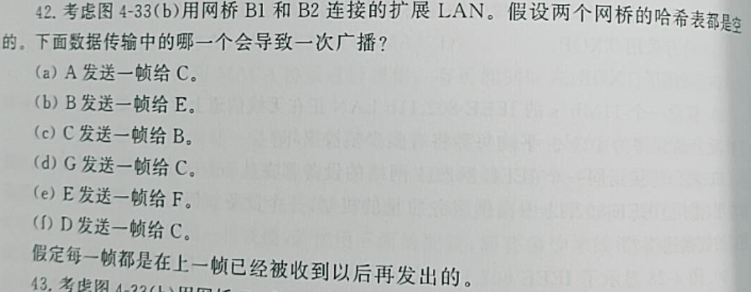 42. 考虑图 4-33(b)用网桥 B1 和 B2 连接的扩展 LAN。假设两个网桥的哈希表都是空
的。下面数据传输中的哪一个会导致一次广播?
(a) A 发送一帧给 C。
(b) B 发送一帧给 E。
(c) C 发送一帧给 B。
(d) G 发送一帧给 C。
(e) E 发送一帧给 F。
(f) D 发送一帧给 C。
假定每一帧都是在上一帧已经被收到以后再发出的。
43. 考虑图 4-33(b)用网桥